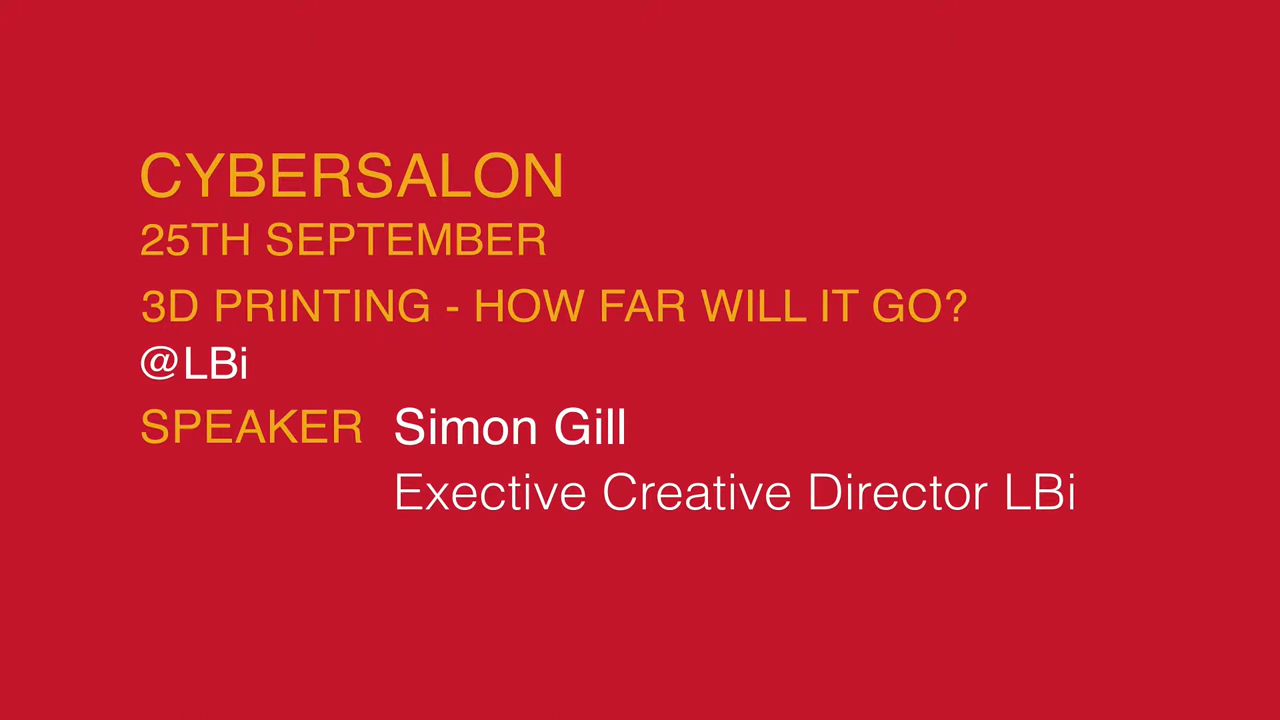 CYBERSALON
25TH SEPTEMBER
3D PRINTING - HOW FAR WILL IT GO?
@LBi
SPEAKER Simon Gill
Exective Creative Director LBi